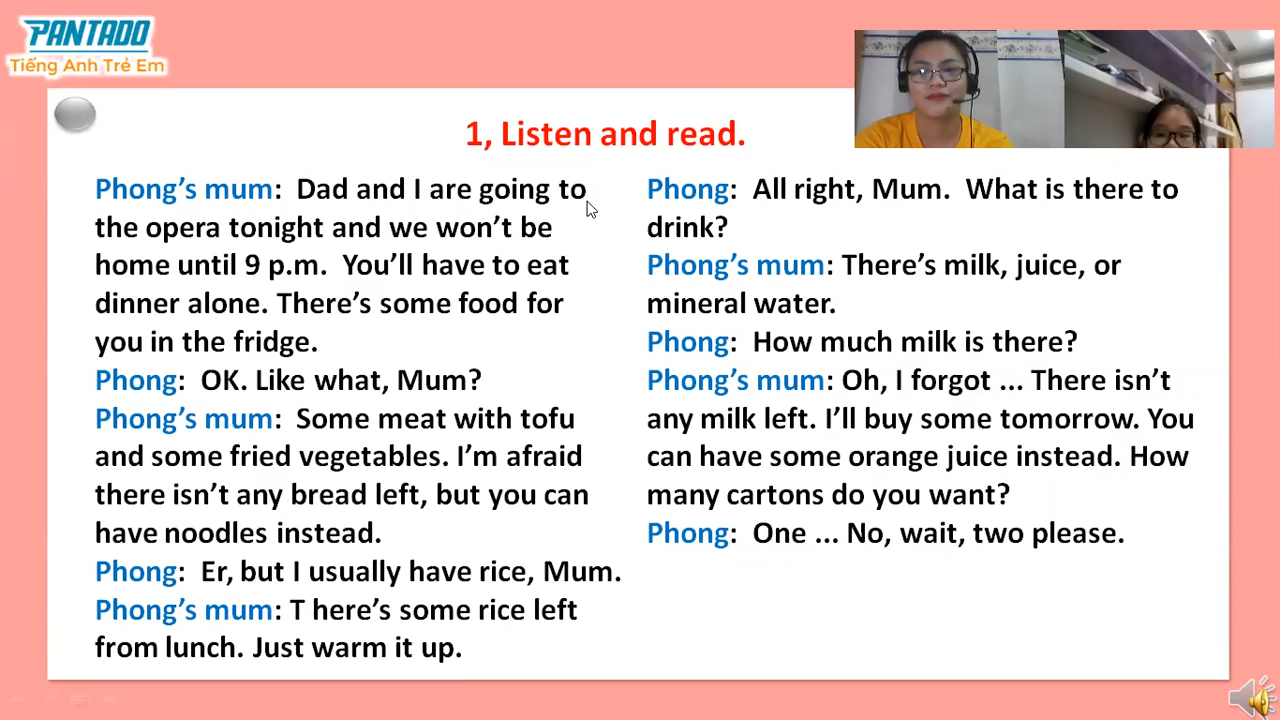 PANTADO
Tiếng Anh Trẻ Em
1, Listen and read.
Phong's mum: Dad and I are going to
the opera tonight and we won't be
home until 9 p.m. You'll have to eat
dinner alone. There's some food for
you in the fridge.
Phong: OK. Like what, Mum?
Phong's mum: Some meat with tofu
and some fried vegetables. I'm afraid
there isn't any bread left, but you can
have noodles instead.
Phong: Er, but I usually have rice, Mum.
Phong's mum: T here's some rice left
from lunch. Just warm it up.
Phong: All right, Mum. What is there to
drink?
Phong's mum: There's milk, juice, or
mineral water.
Phong: How much milk is there?
Phong's mum: Oh, I forgot ... There isn't
any milk left. I'll buy some tomorrow. You
can have some orange juice instead. How
many cartons do you want?
Phong: One ... No, wait, two please.